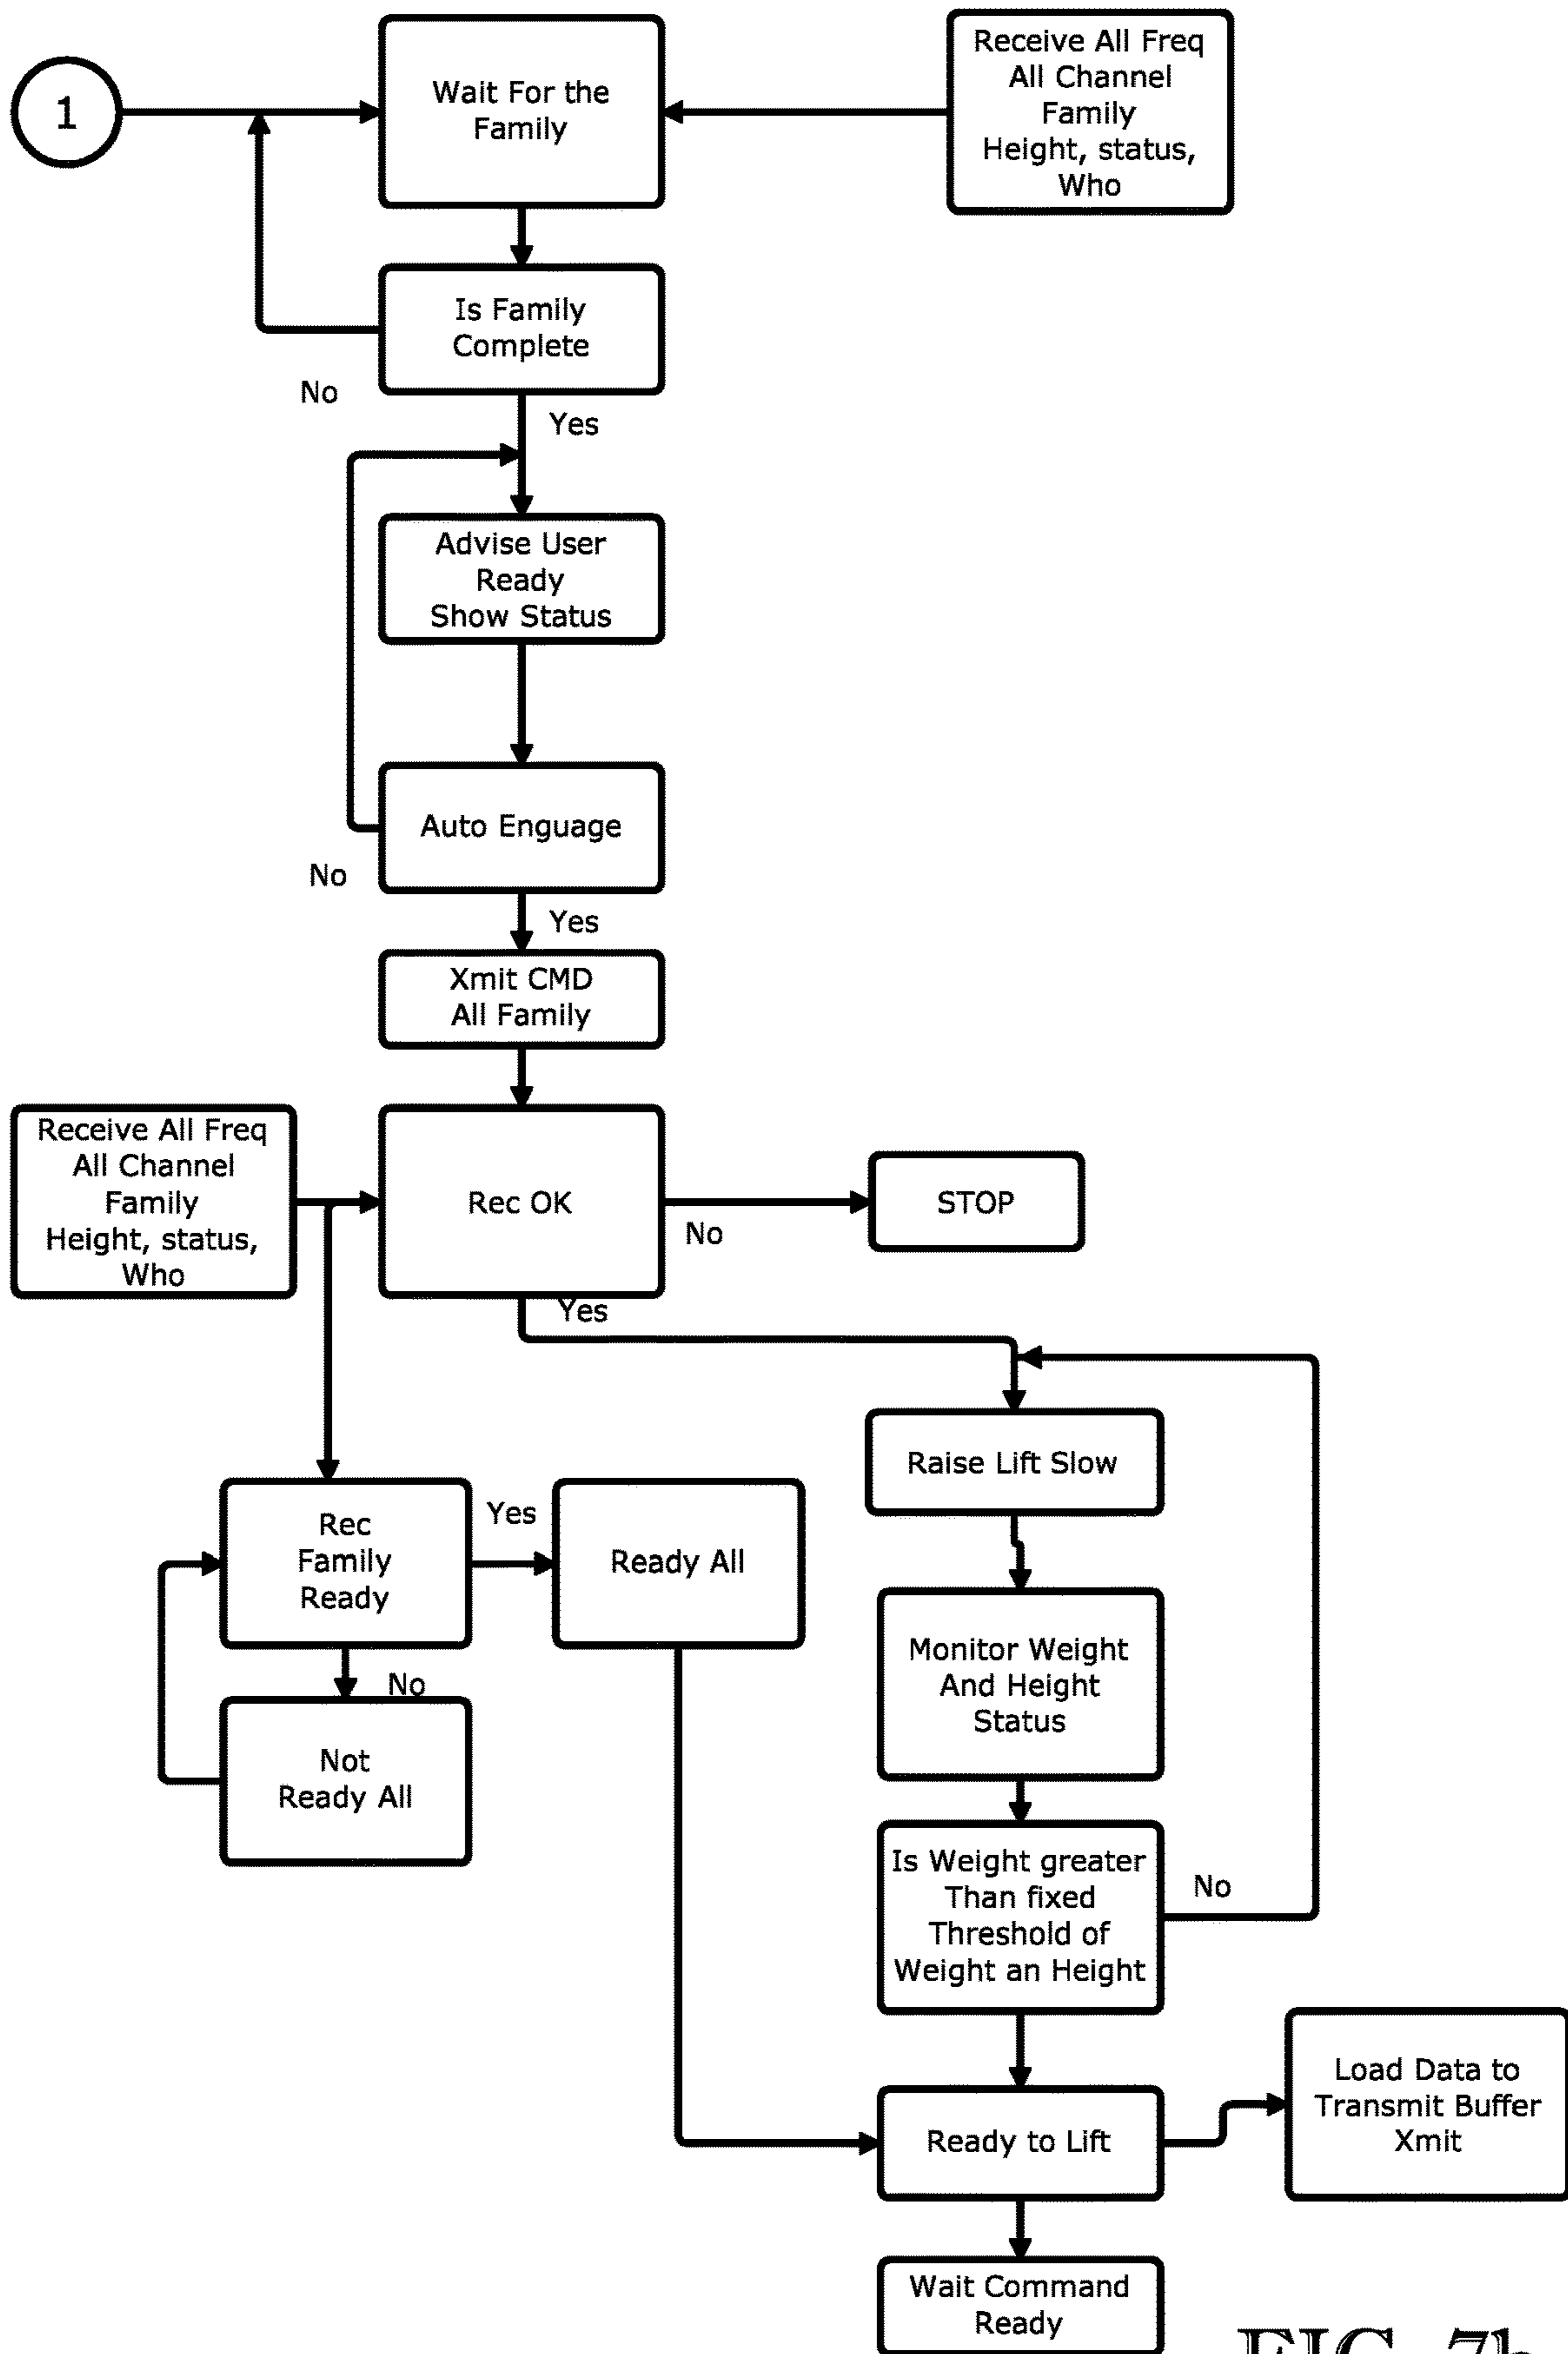 1
Wait For the
Family
Receive All Freq
All Channel
Family
Height, status,
Who
Is Family
Complete
No
Yes
Advise User
Ready
Show Status
Auto Enguage
No
Yes
Xmit CMD
All Family
Receive All Freq
All Channel
Family
Height, status,
Who
Rec OK
No
STOP
Yes
Raise Lift Slow
Rec
Family
Ready
Yes
Ready All
No
Not
Ready All
Monitor Weight
And Height
Status
Is Weight greater
Than fixed
Threshold of
Weight an Height
No
Ready to Lift
Load Data to
Transmit Buffer
Xmit
Wait Command
Ready
FIG. 7b